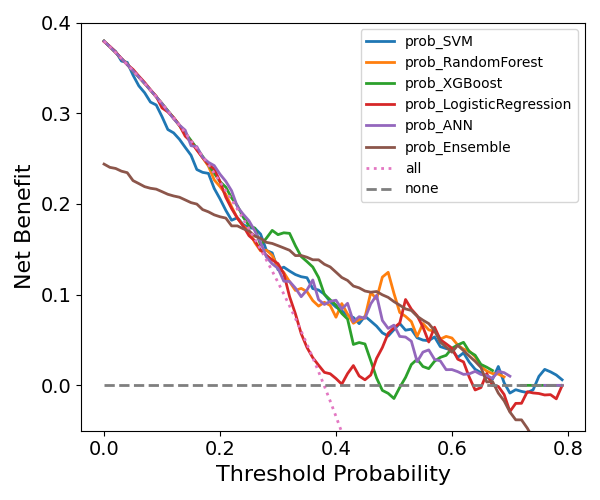 0.4
0.3
0.2
0.1
0.0
Net Benefit
prob_SVM
prob_RandomForest
prob_XGBoost
prob_LogisticRegression
prob_ANN
prob_Ensemble
all
none
0.0 0.2 0.4 0.6 0.8
Threshold Probability